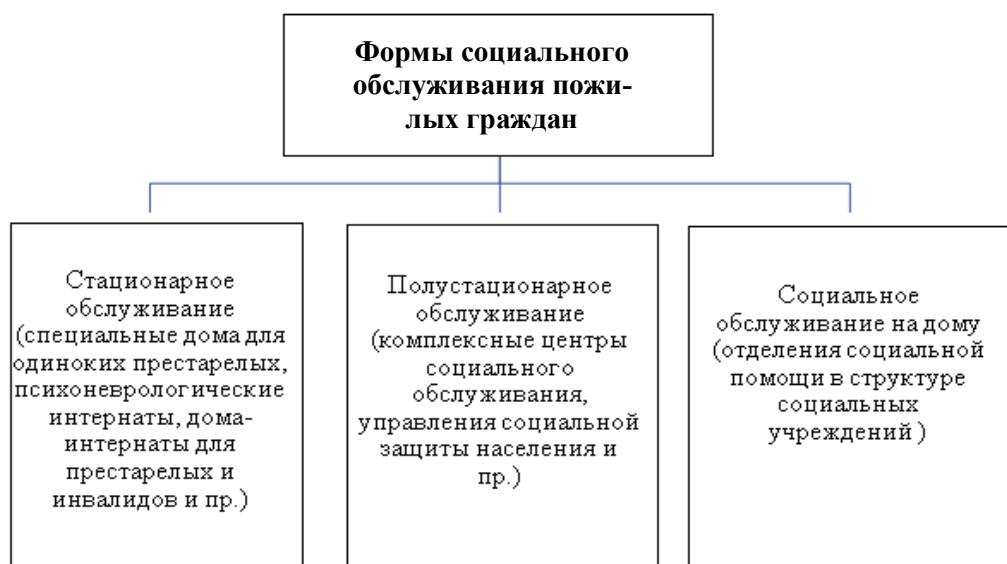 Формы социального
обслуживания пожи-
лых граждан
Стационарное
обслуживание
(специальные дома для
одиноких престарелых,
психоневрологические
интернаты, дома-
интернаты для
престарелых и
инвалидов и пр.)
Полустационарное
обслуживание
(комплексные центры
социального
обслуживания,
управления социальной
защиты населения и
пр.)
Социальное
обслуживание на дому
(отделения социальной
помощи в структуре
социальных
учреждений )